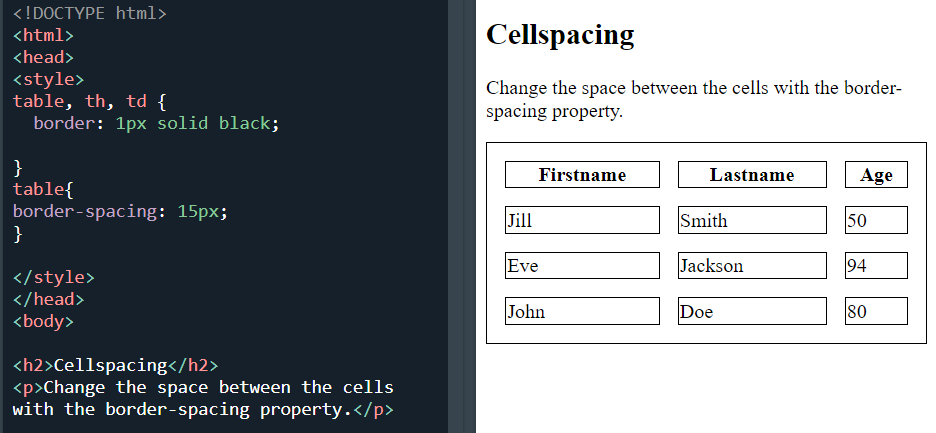 <!DOCTYPE html>
<html>
<head>
<style>
table, th, td {
  border: 1px solid black;

}
table{
border-spacing: 15px;
}

</style>
</head>
<body>

<h2>Cellspacing</h2>
<p>Change the space between the cells
with the border-spacing property.</p>
Cellspacing
Change the space between the cells with the border-
spacing property.
Firstname Lastname Age
Jill Smith 50
Eve Jackson 94
John Doe 80